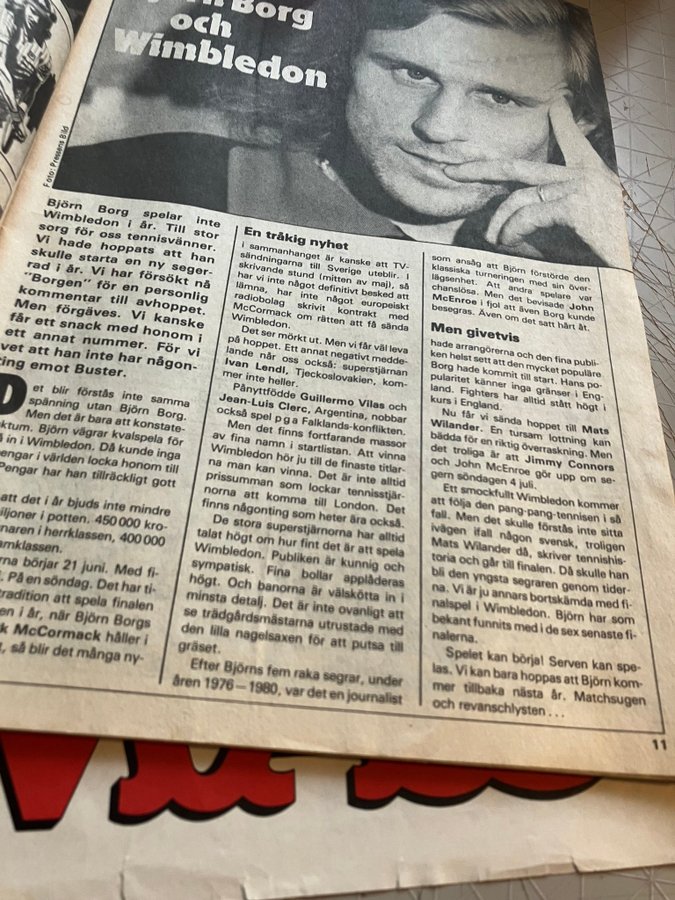 Borg
och
Wimbledon
Foto: Pressens Bild
Björn Borg spelar inte
Wimbledon i år. Till stor
sorg för oss tennisvänner.
Vi hade hoppats att han
skulle starta en ny seger-
rad i år. Vi har försökt nå
"Borgen" för en personlig
kommentar till avhoppet.
Men förgäves. Vi kanske
får ett snack med honom i
ett annat nummer. För vi
vet att han inte har någon-
ting emot Buster.
Det blir förstås inte samma
spänning utan Björn Borg.
Men det är bara att konstate-
ktum. Björn vägrar kvalspela för
å in i Wimbledon. Då kunde inga
engar i världen locka honom till
Pengar har han tillräckligt gott
att det i år bjuds inte mindre
iljoner i potten. 450 000 kro-
naren i herrklassen, 400 000
amklassen.
rna börjar 21 juni. Med fi-
. På en söndag. Det har ti-
tradition att spela finalen
en i år, när Björn Borgs
k McCormack håller i
t, så blir det många ny-
En tråkig nyhet
i sammanhanget är kanske att TV-
sändningarna till Sverige uteblir. I
skrivande stund (mitten av maj), så
har vi inte något definitivt besked att
lämna, har inte något europeiskt
radiobolag skrivit kontrakt med
McCormack om rätten att få sända
Wimbledon.
Det ser mörkt ut. Men vi får väl leva
på hoppet. Ett annat negativt medde-
lande når oss också: superstjärnan
Ivan Lendl, Tjeckoslovakien, kom-
mer inte heller.
Pånyttfödde Guillermo Vilas och
Jean-Luis Clerc, Argentina, nobbar
också spel p g a Falklands-konflikten.
Men det finns fortfarande massor
av fina namn i startlistan. Att vinna
Wimbledon hör ju till de finaste titlar-
na man kan vinna. Det är inte alltid
prissumman som lockar tennisstjär-
norna att komma till London. Det
finns någonting som heter ära också.
De stora superstjärnorna har alltid
talat högt om hur fint det är att spela
Wimbledon. Publiken är kunnig och
sympatisk. Fina bollar applåderas
högt. Och banorna är välskötta in i
minsta detalj. Det är inte ovanligt att
se trädgårdsmästarna utrustade med
den lilla nagelsaxen för att putsa till
gräset.
Efter Björns fem raka segrar, under
åren 1976 – 1980, var det en journalist
som ansåg att Björn förstörde den
klassiska turneringen med sin över-
lägsenhet. Att andra spelare var
chanslösa. Men det bevisade John
McEnroe i fjol att även Borg kunde
besegras. Även om det satt hårt åt.
Men givetvis
hade arrangörerna och den fina publi-
ken helst sett att den mycket populäre
Borg hade kommit till start. Hans po-
pularitet känner inga gränser i Eng-
land. Fighters har alltid stått högt i
kurs i England.
Nu får vi sända hoppet till Mats
Wilander. En tursam lottning kan
bädda för en riktig överraskning. Men
det troliga är att Jimmy Connors
och John McEnroe gör upp om se-
gern söndagen 4 juli.
Ett smockfullt Wimbledon kommer
att följa den pang-pang-tennisen i så
fall. Men det skulle förstås inte sitta
ivägen ifall någon svensk, troligen
Mats Wilander då, skriver tennishis-
toria och går till finalen. Då skulle han
bli den yngsta segraren genom tider-
na. Vi är ju annars bortskämda med fi-
nalspel i Wimbledon. Björn har som
bekant funnits med i de sex senaste fi-
nalerna.
Spelet kan börja! Serven kan spe-
las. Vi kan bara hoppas att Björn kom-
mer tillbaka nästa år. Matchsugen
och revanschlysten . . .
11